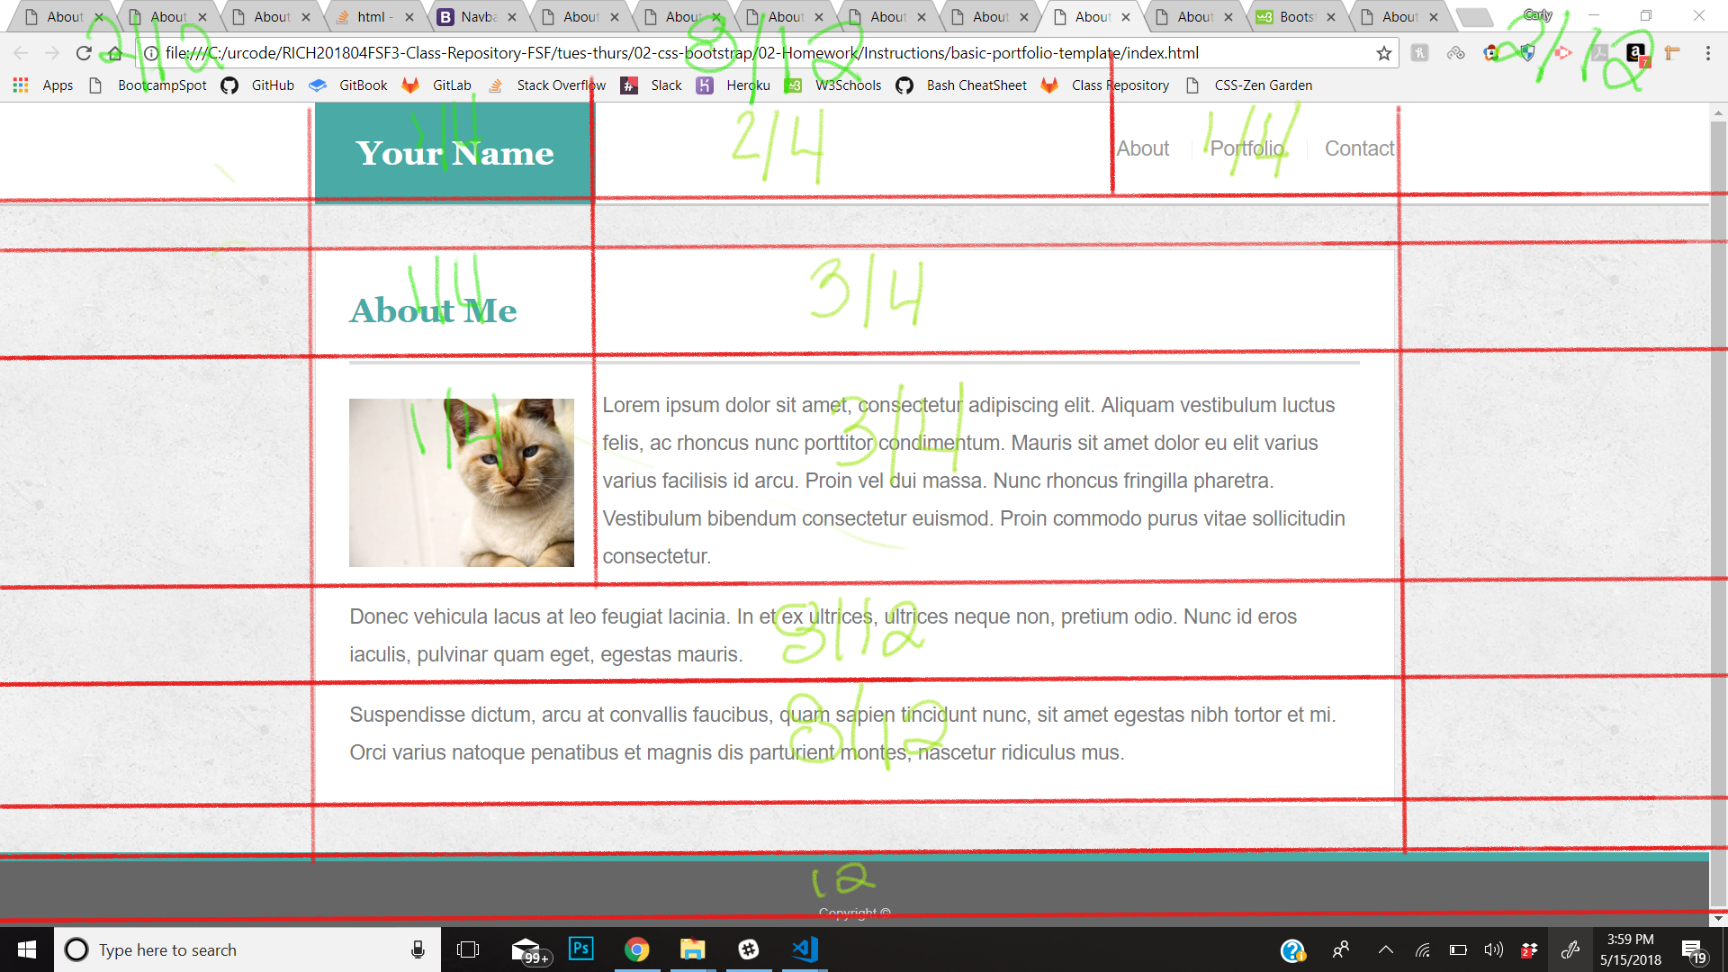 About About About html - Navba About About About About About About About Boots About Carly
file:///C:/urcode/RICH201804FSF3-Class-Repository-FSF/tues-thurs/02-css-bootstrap/02-Homework/Instructions/basic-portfolio-template/index.html
2/12 8/12 2/12
Apps BootcampSpot GitHub GitBook GitLab Stack Overflow Slack Heroku W3Schools Bash CheatSheet Class Repository CSS-Zen Garden
1/4 2/4 1/4
Your Name About Portfolio Contact
1/4 3/4
About Me
1/4 3/4
Lorem ipsum dolor sit amet, consectetur adipiscing elit. Aliquam vestibulum luctus
felis, ac rhoncus nunc porttitor condimentum. Mauris sit amet dolor eu elit varius
varius facilisis id arcu. Proin vel dui massa. Nunc rhoncus fringilla pharetra.
Vestibulum bibendum consectetur euismod. Proin commodo purus vitae sollicitudin
consectetur.
8/12
Donec vehicula lacus at leo feugiat lacinia. In et ex ultrices, ultrices neque non, pretium odio. Nunc id eros
iaculis, pulvinar quam eget, egestas mauris.
8/12
Suspendisse dictum, arcu at convallis faucibus, quam sapien tincidunt nunc, sit amet egestas nibh tortor et mi.
Orci varius natoque penatibus et magnis dis parturient montes, nascetur ridiculus mus.
12
Copyright ©
Type here to search 99+ Ps 2 3:59 PM
5/15/2018 19